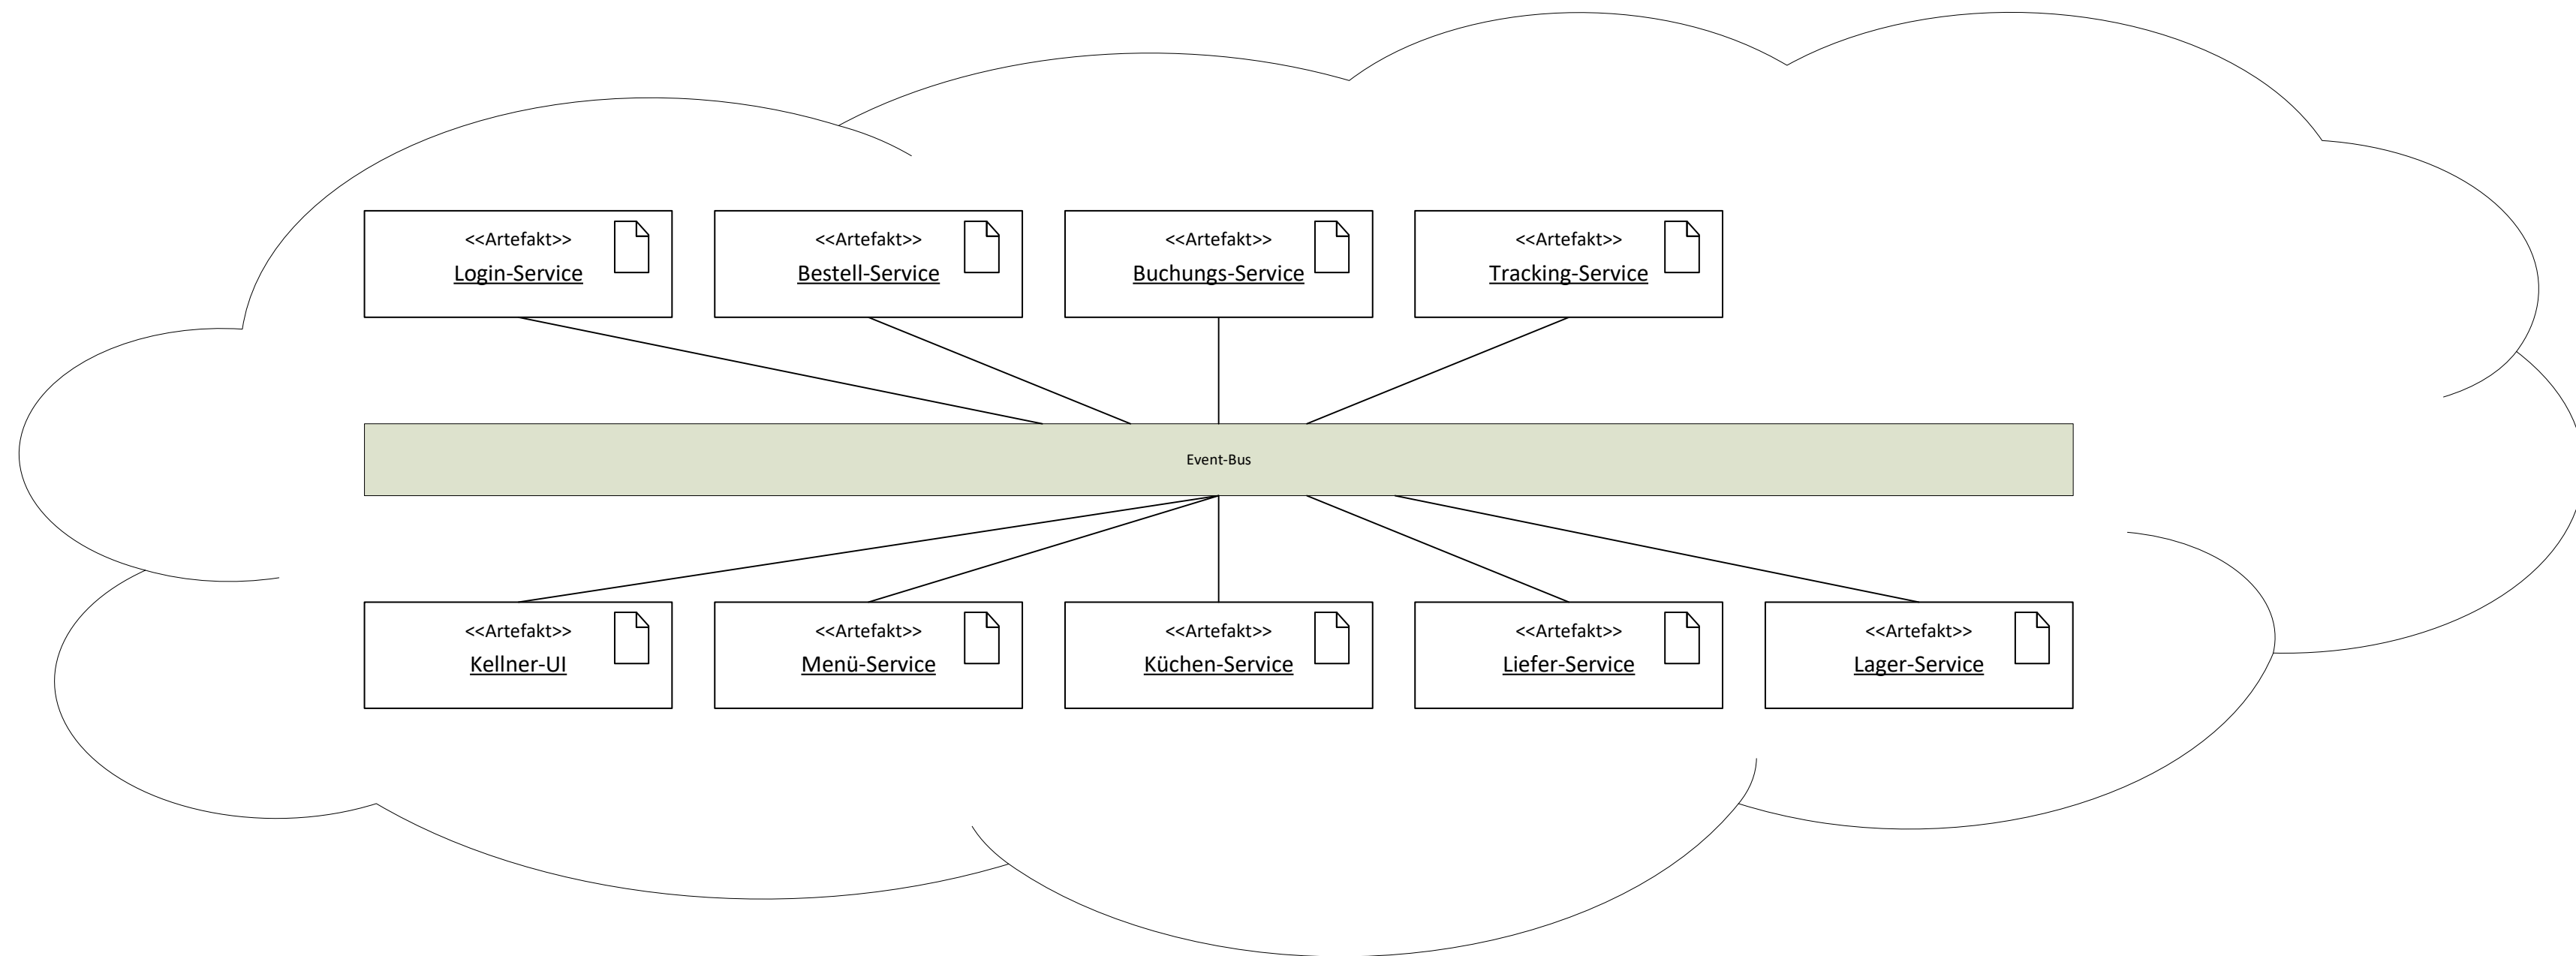 <<Artefakt>>
Login-Service
<<Artefakt>>
Bestell-Service
<<Artefakt>>
Buchungs-Service
<<Artefakt>>
Tracking-Service
Event-Bus
<<Artefakt>>
Kellner-UI
<<Artefakt>>
Menü-Service
<<Artefakt>>
Küchen-Service
<<Artefakt>>
Liefer-Service
<<Artefakt>>
Lager-Service